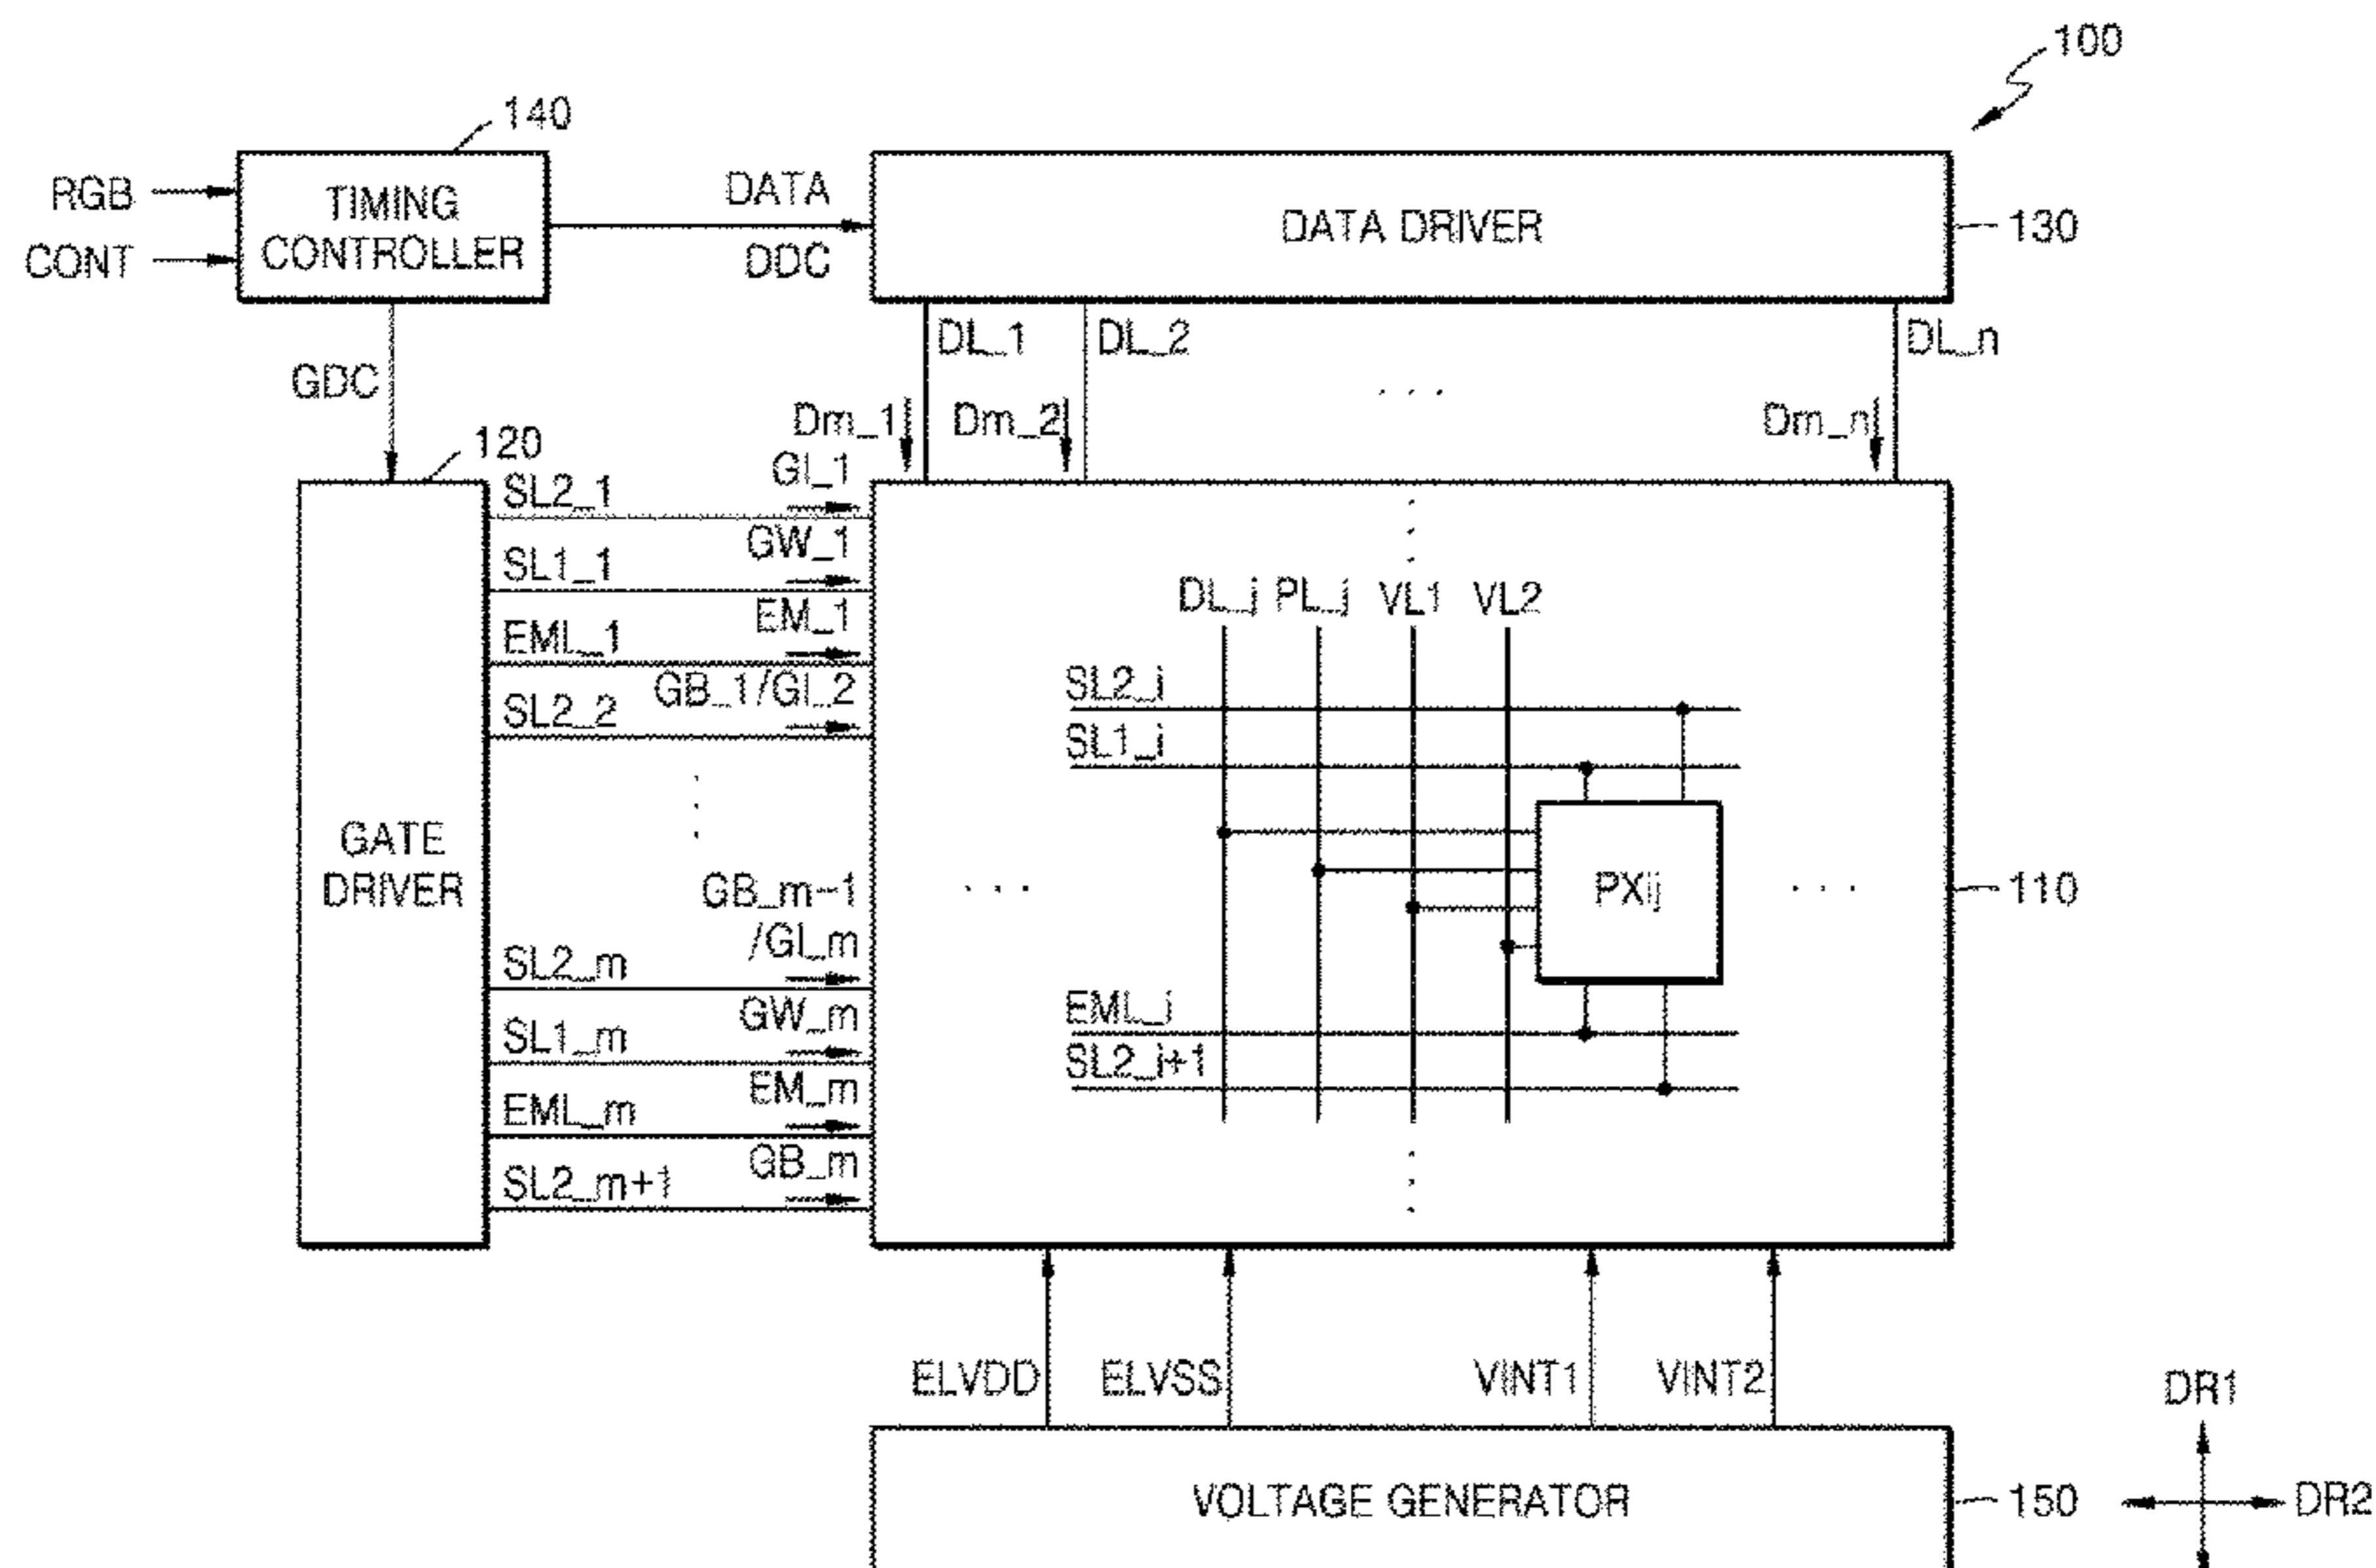 100
140
RGB
CONT
TIMING
CONTROLLER
DATA
DDC
DATA DRIVER
130
GDC
DL_1
DL_2
DL_n
. . .
Dm_1
Dm_2
Dm_n
120
GATE
DRIVER
SL2_1
GI_1
SL1_1
GW_1
EML_1
EM_1
SL2_2
GB_1/GI_2
SL2_m
GB_m-1
/GI_m
SL1_m
GW_m
EML_m
EM_m
SL2_m+1
GB_m
DL_j PL_j VL1 VL2
SL2_i
SL1_i
. . .
PXij
. . .
110
EML_i
SL2_i+1
ELVDD
ELVSS
VINT1
VINT2
VOLTAGE GENERATOR
150
DR1
DR2